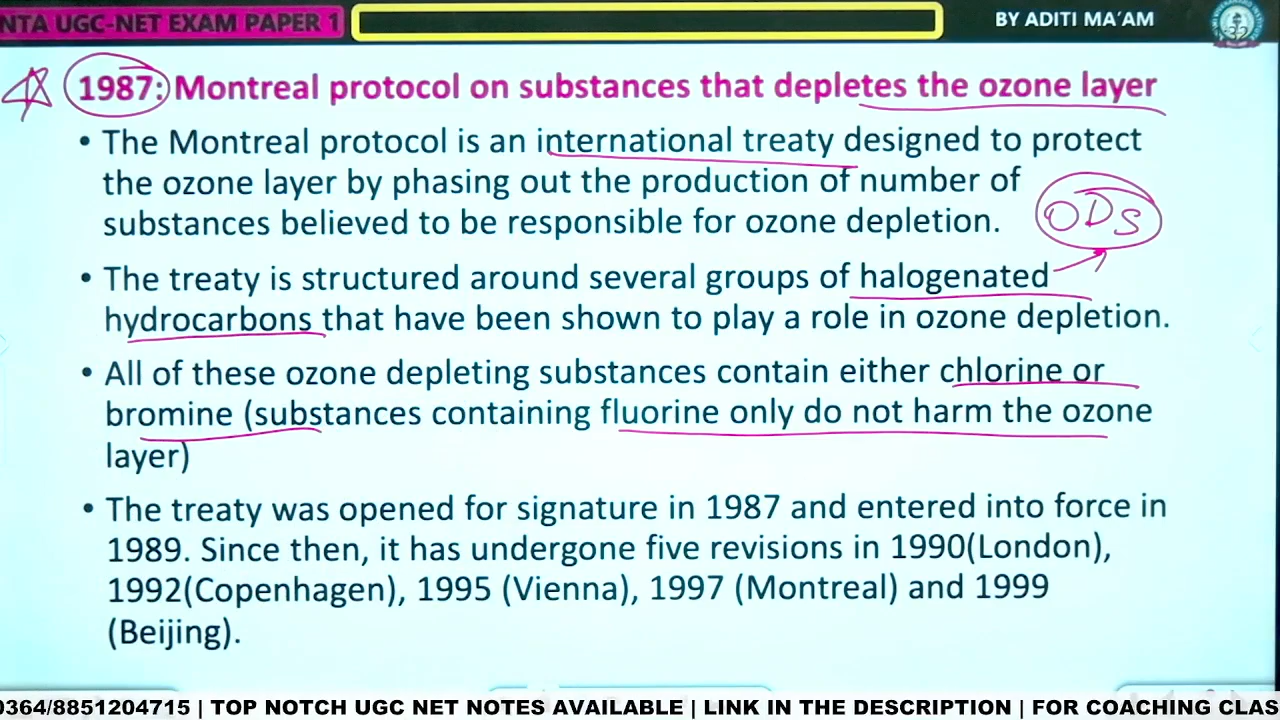 NTA UGC-NET EXAM PAPER 1
BY ADITI MA'AM
1987: Montreal protocol on substances that depletes the ozone layer
• The Montreal protocol is an international treaty designed to protect
the ozone layer by phasing out the production of number of
substances believed to be responsible for ozone depletion.
ODS
• The treaty is structured around several groups of halogenated
hydrocarbons that have been shown to play a role in ozone depletion.
• All of these ozone depleting substances contain either chlorine or
bromine (substances containing fluorine only do not harm the ozone
layer)
• The treaty was opened for signature in 1987 and entered into force in
1989. Since then, it has undergone five revisions in 1990(London),
1992(Copenhagen), 1995 (Vienna), 1997 (Montreal) and 1999
(Beijing).
0364/8851204715 | TOP NOTCH UGC NET NOTES AVAILABLE | LINK IN THE DESCRIPTION | FOR COACHING CLAS